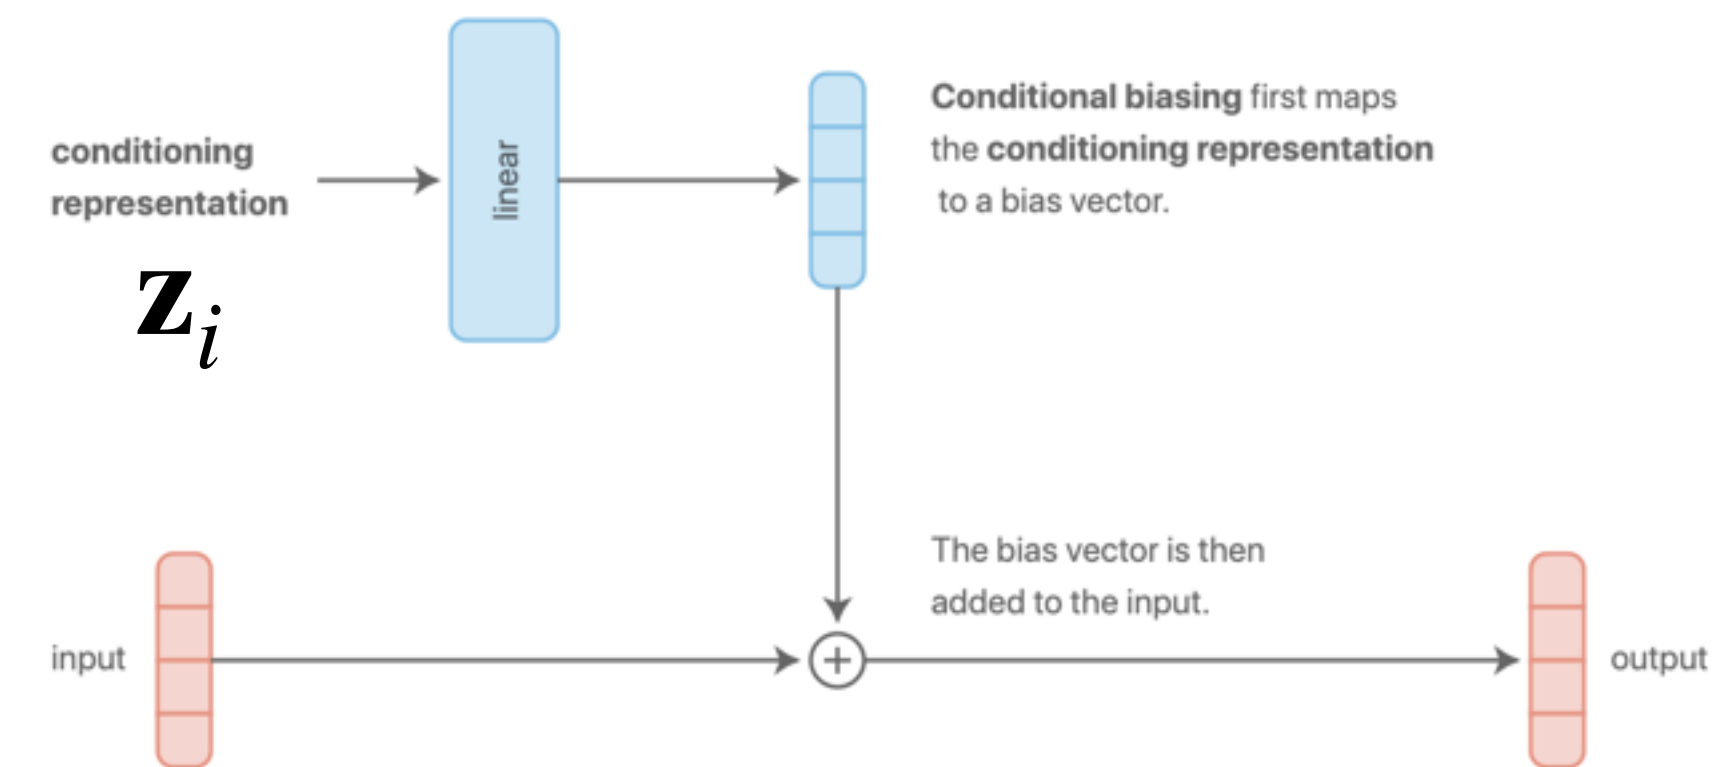 conditioning
representation
z_i
linear
Conditional biasing first maps
the conditioning representation
to a bias vector.
The bias vector is then
added to the input.
input
+
output